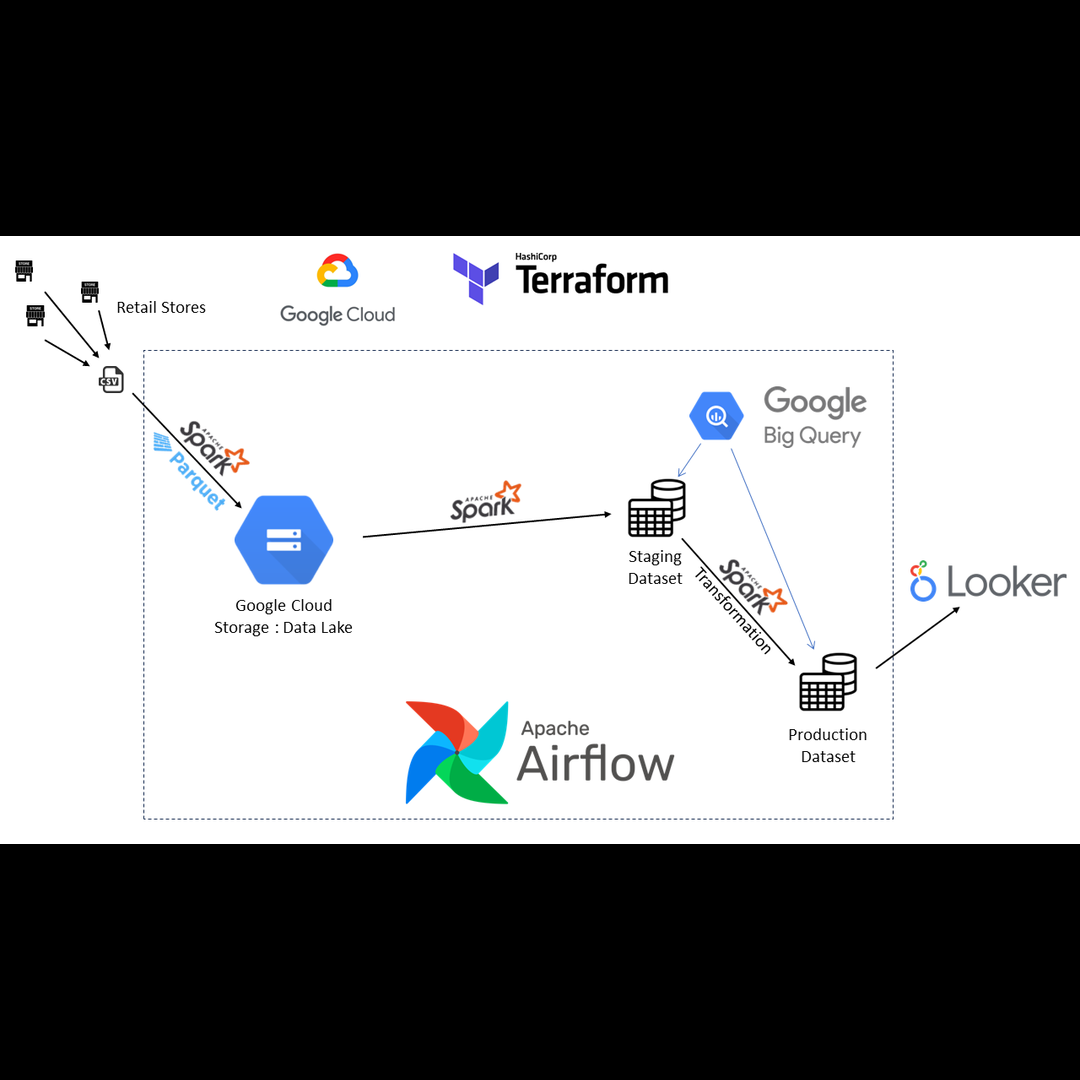 HashiCorp
Terraform
Google Cloud
STORE
STORE
STORE
Retail Stores
CSV
APACHE
Spark
Parquet
Google
Big Query
APACHE
Spark
Google Cloud
Storage : Data Lake
Staging
Dataset
APACHE
Spark
Transformation
Looker
Apache
Airflow
Production
Dataset